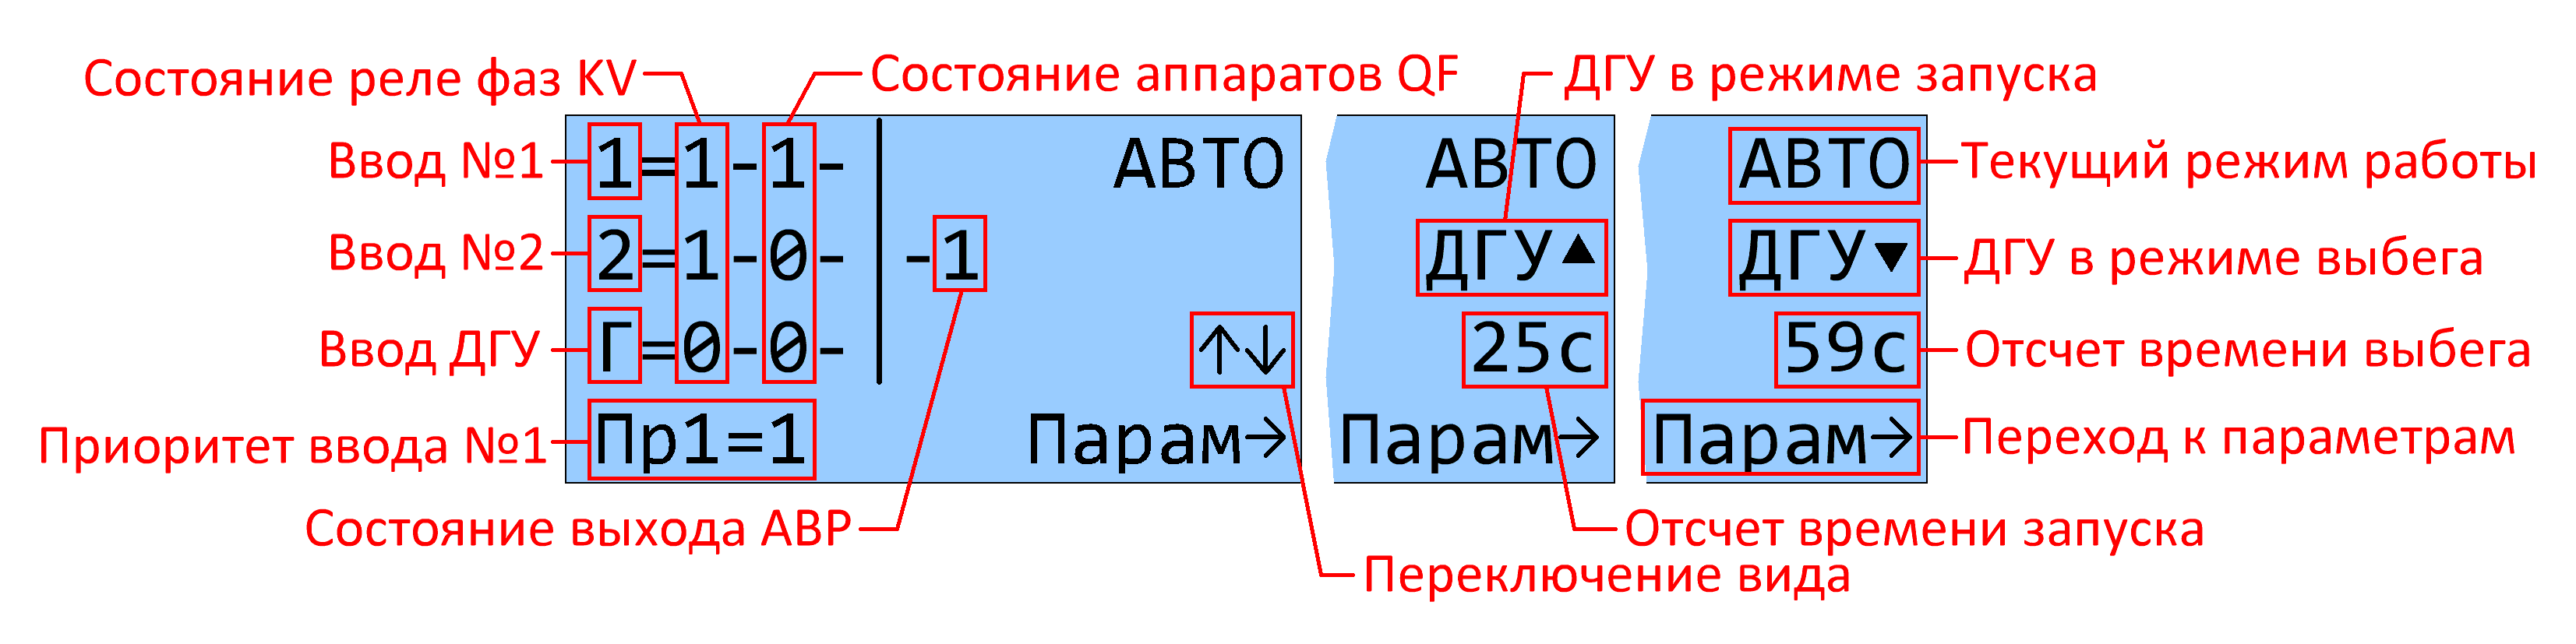 Состояние реле фаз KV
Состояние аппаратов QF
ДГУ в режиме запуска
Ввод №1
1=1-1-
АВТО
АВТО
АВТО
Текущий режим работы
Ввод №2
2=1-0-
-1
ДГУ▲
ДГУ▼
ДГУ в режиме выбега
Ввод ДГУ
Г=0-0-
↑↓
25с
59с
Отсчет времени выбега
Приоритет ввода №1
Пр1=1
Парам→
Парам→
Парам→
Переход к параметрам
Состояние выхода АВР
Отсчет времени запуска
Переключение вида